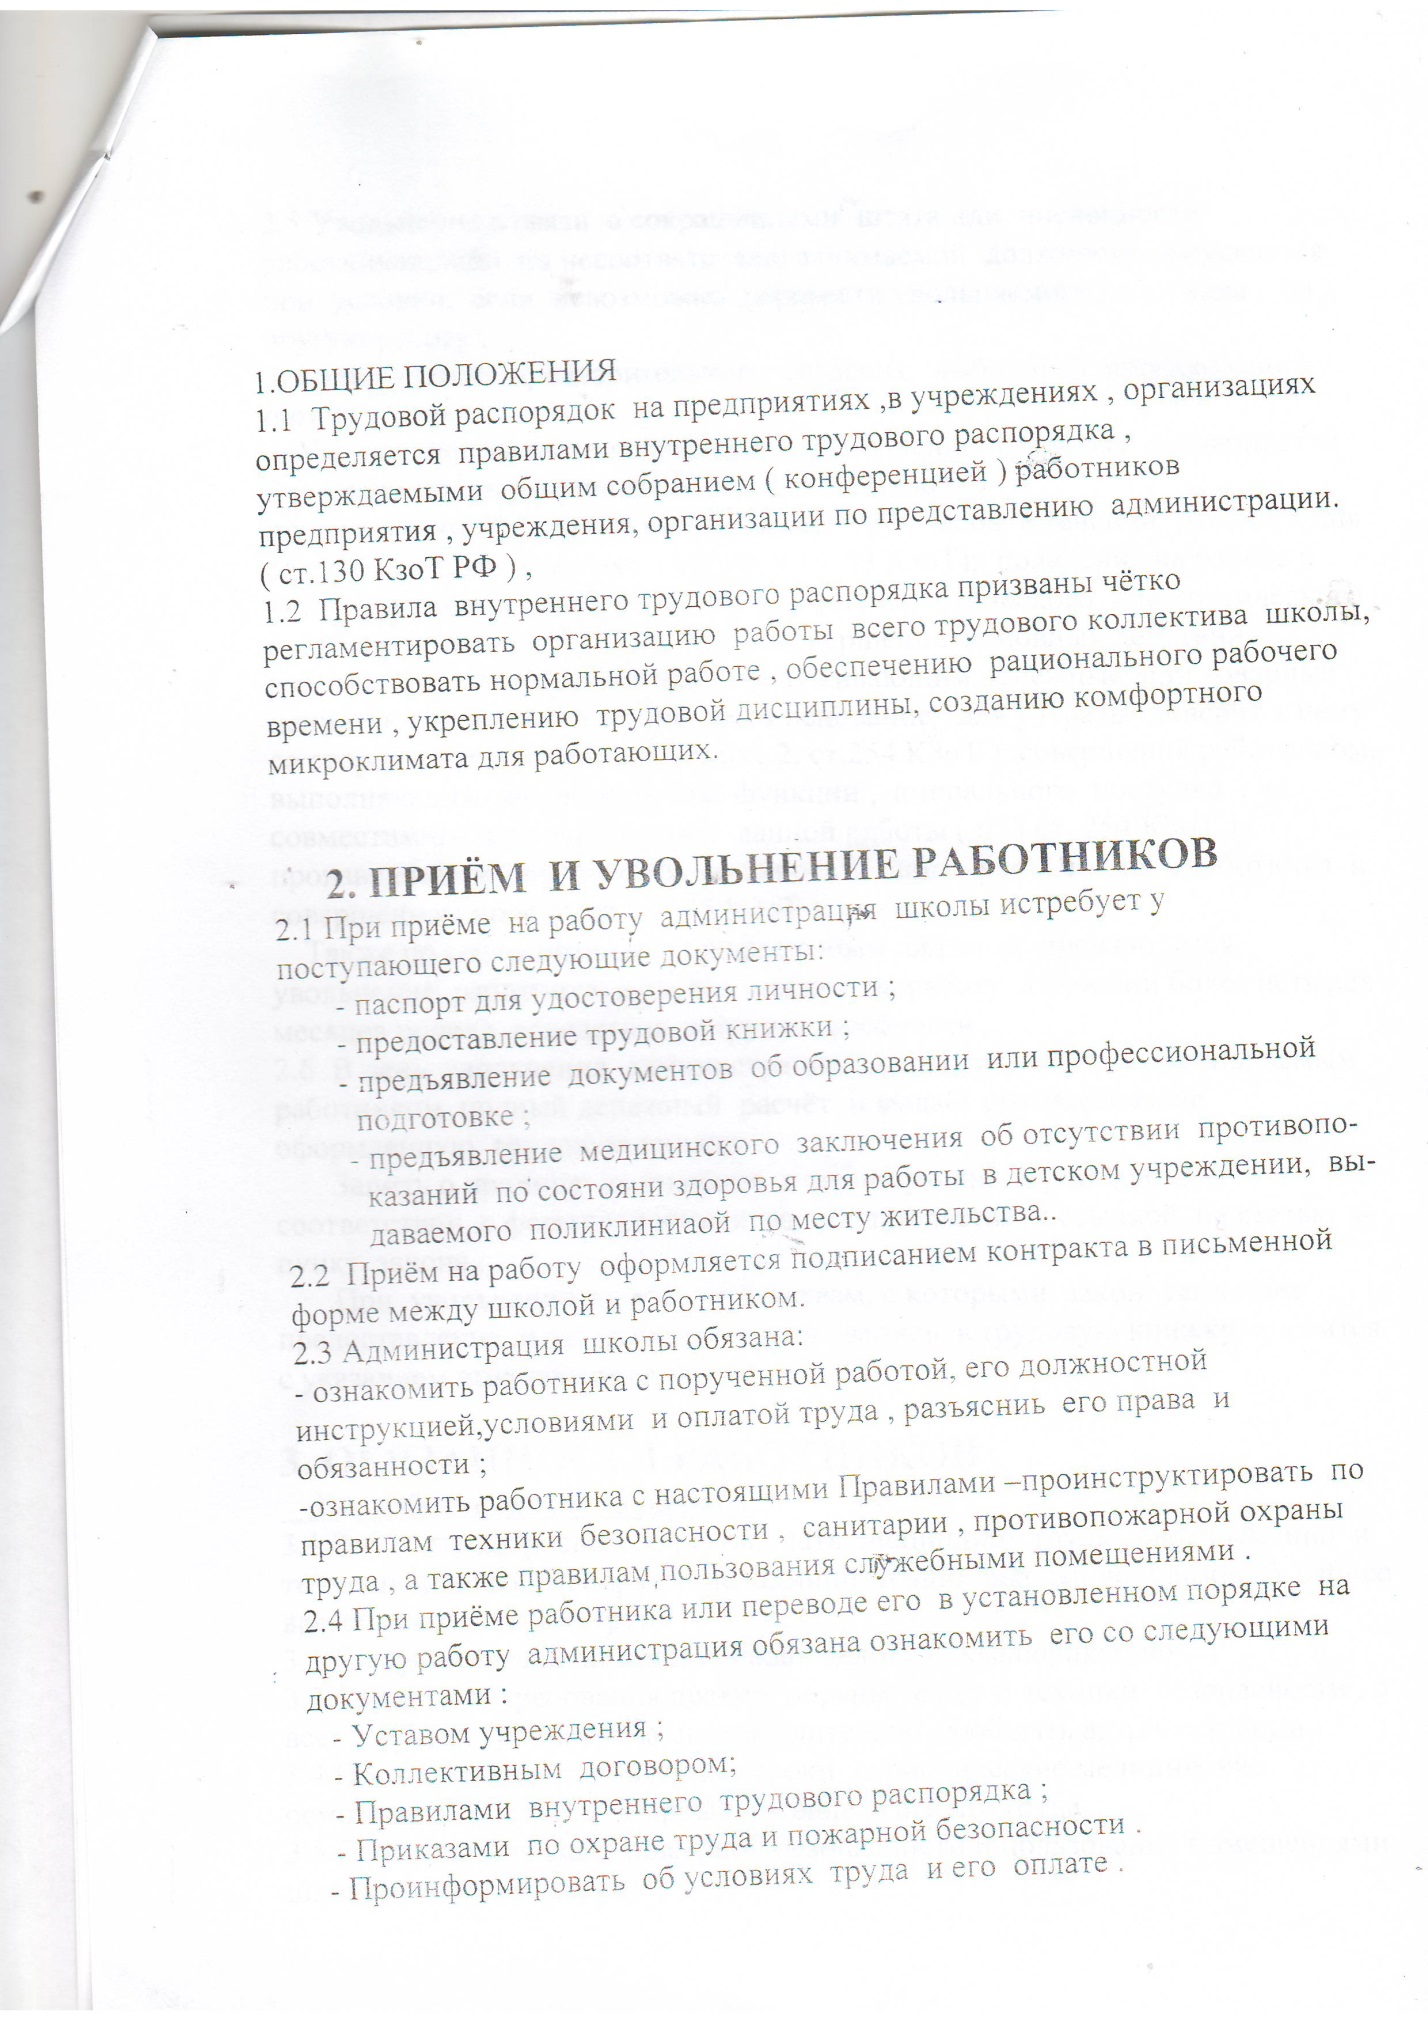 1.ОБЩИЕ ПОЛОЖЕНИЯ
1.1 Трудовой распорядок на предприятиях ,в учреждениях , организациях
определяется правилами внутреннего трудового распорядка ,
утверждаемыми общим собранием ( конференцией ) работников
предприятия , учреждения, организации по представлению администрации.
( ст.130 КзоТ РФ ) ,
1.2 Правила внутреннего трудового распорядка призваны чётко
регламентировать организацию работы всего трудового коллектива школы,
способствовать нормальной работе , обеспечению рационального рабочего
времени , укреплению трудовой дисциплины, созданию комфортного
микроклимата для работающих.
2. ПРИЁМ И УВОЛЬНЕНИЕ РАБОТНИКОВ
2.1 При приёме на работу администрация школы истребует у
поступающего следующие документы:
- паспорт для удостоверения личности ;
- предоставление трудовой книжки ;
- предъявление документов об образовании или профессиональной
подготовке ;
- предъявление медицинского заключения об отсутствии противопо-
казаний по состояни здоровья для работы в детском учреждении, вы-
даваемого поликлиниаой по месту жительства..
2.2 Приём на работу оформляется подписанием контракта в письменной
форме между школой и работником.
2.3 Администрация школы обязана:
- ознакомить работника с порученной работой, его должностной
инструкцией,условиями и оплатой труда , разъясниь его права и
обязанности ;
-ознакомить работника с настоящими Правилами –проинструктировать по
правилам техники безопасности , санитарии , противопожарной охраны
труда , а также правилам пользования служебными помещениями .
2.4 При приёме работника или переводе его в установленном порядке на
другую работу администрация обязана ознакомить его со следующими
документами :
- Уставом учреждения ;
- Коллективным договором;
- Правилами внутреннего трудового распорядка ;
- Приказами по охране труда и пожарной безопасности .
- Проинформировать об условиях труда и его оплате .